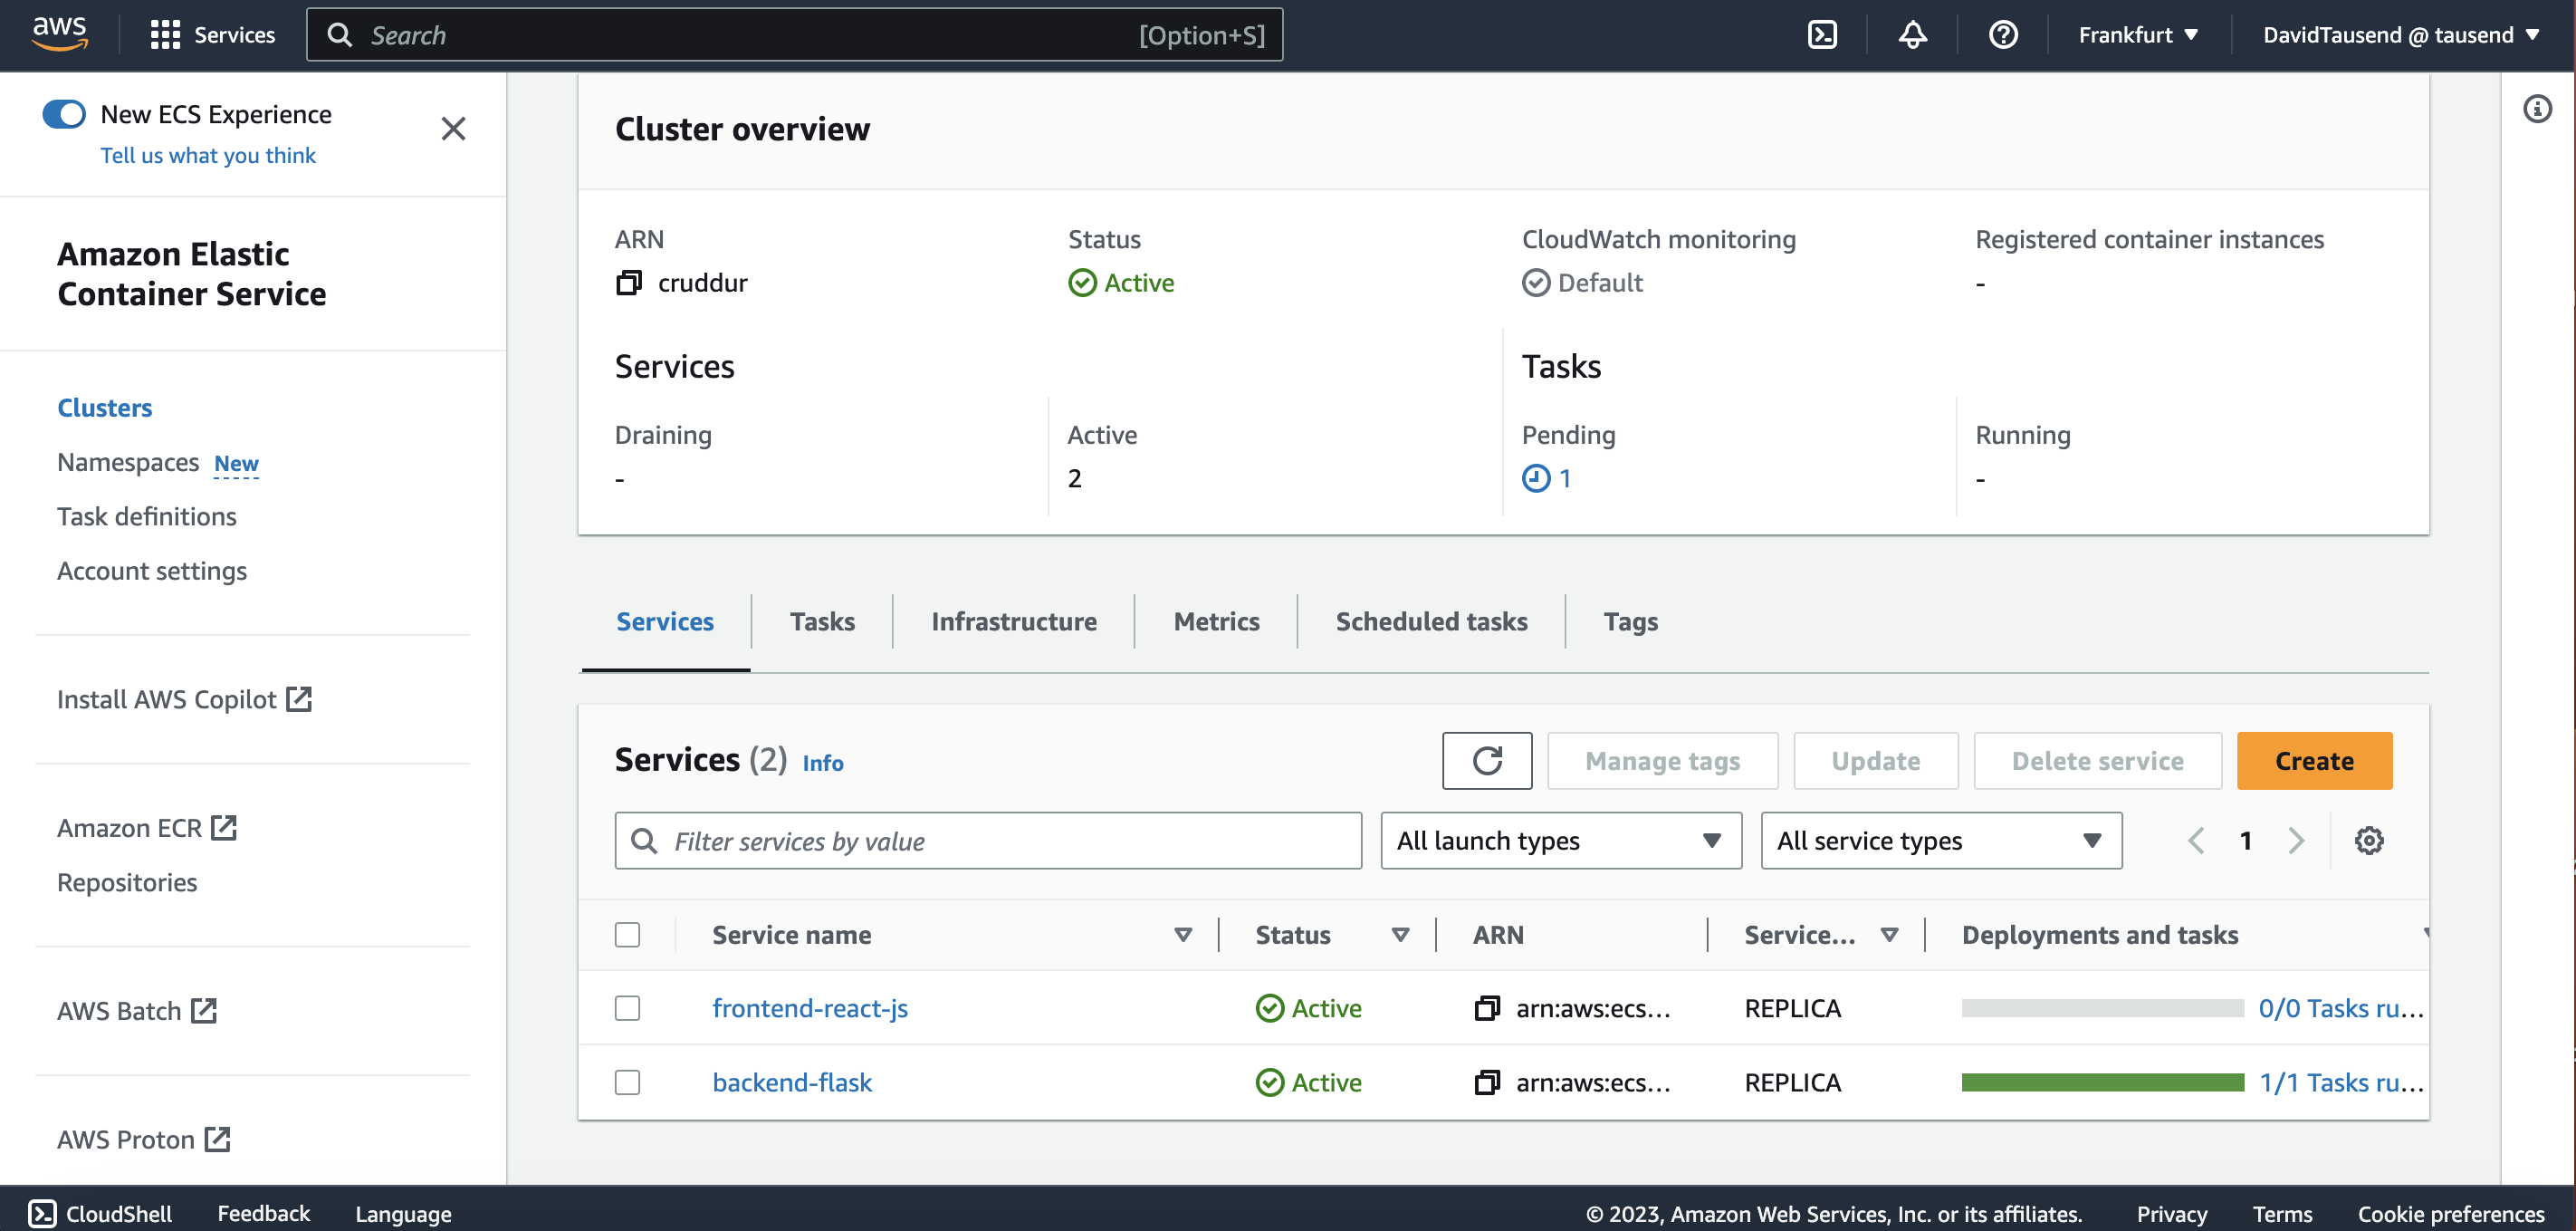 aws
Services
Search [Option+S]
Frankfurt ▼
DavidTausend @ tausend ▼
New ECS Experience
Tell us what you think
Amazon Elastic
Container Service
Clusters
Namespaces New
Task definitions
Account settings
Install AWS Copilot
Amazon ECR
Repositories
AWS Batch
AWS Proton
Cluster overview
ARN Status CloudWatch monitoring Registered container instances
cruddur Active Default -
Services Tasks
Draining Active Pending Running
- 2 1 -
Services Tasks Infrastructure Metrics Scheduled tasks Tags
Services (2) Info
Manage tags Update Delete service Create
Filter services by value All launch types All service types 1
Service name Status ARN Service... Deployments and tasks
frontend-react-js Active arn:aws:ecs... REPLICA 0/0 Tasks ru...
backend-flask Active arn:aws:ecs... REPLICA 1/1 Tasks ru...
CloudShell Feedback Language © 2023, Amazon Web Services, Inc. or its affiliates. Privacy Terms Cookie preferences